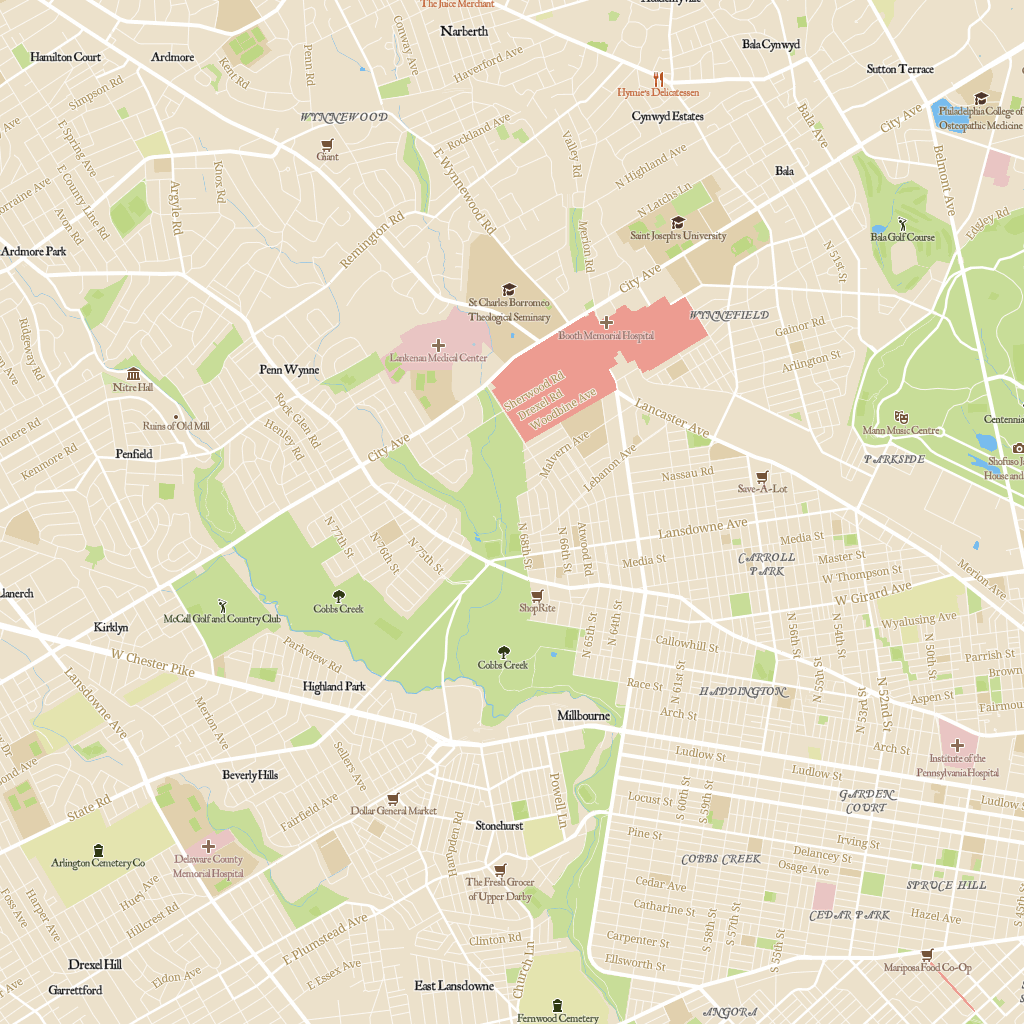 The Juice Merchant
Academyville
Narberth
Conway Ave
Bala Cynwyd
Hamilton Court
Ardmore
Penn Rd
Kent Rd
Haverford Ave
Sutton Terrace
Simpson Rd
Hymie's Delicatessen
Philadelphia College of
Osteopathic Medicine
WYNNEWOOD
Cynwyd Estates
Bala Ave
City Ave
E Spring Ave
Rockland Ave
Valley Rd
Giant
N Highland Ave
Bala
Belmont Ave
Lorraine Ave
E County Line Rd
Avon Rd
Argyle Rd
Knox Rd
E Wynnewood Rd
N Latchs Ln
Eagley Rd
Remington Rd
Merion Rd
Saint Joseph's University
Bala Golf Course
Ardmore Park
N 51st St
City Ave
St Charles Borromeo
Theological Seminary
WYNNEFIELD
Booth Memorial Hospital
Gainor Rd
Ridgeway Rd
Lankenau Medical Center
Arlington St
Penn Wynne
Nitre Hall
Sherwood Rd
Drexel Rd
Woodbine Ave
Lancaster Ave
Rock Glen Rd
Henley Rd
Ruins of Old Mill
Mann Music Centre
Centennial
City Ave
Malvern Ave
Lebanon Ave
PARKSIDE
Penfield
Kenmore Rd
Nassau Rd
Save-A-Lot
Shofuso Ja
House and
N 77th St
N 76th St
N 75th St
N 68th St
N 66th St
Atwood Rd
Lansdowne Ave
Media St
Media St
Master St
CARROLL
PARK
W Thompson St
W Girard Ave
Merion Ave
Llanerch
Cobbs Creek
ShopRite
McCall Golf and Country Club
N 65th St
N 64th St
Kirklyn
Wyalusing Ave
N 56th St
N 54th St
N 50th St
Callowhill St
Parkview Rd
W Chester Pike
Cobbs Creek
Parrish St
Brown
N 55th St
Race St
N 61st St
HADDINGTON
N 53rd St
N 52nd St
Aspen St
Fairmou
Highland Park
Lansdowne Ave
Merion Ave
Arch St
Millbourne
Arch St
Institute of the
Pennsylvania Hospital
Sellers Ave
Ludlow St
Ludlow St
Beverly Hills
Powell Ln
Locust St
S 60th St
S 59th St
GARDEN
COURT
Ludlow S
State Rd
Fairfield Ave
Dollar General Market
Stonehurst
Hampden Rd
Pine St
Irving St
Delancey St
Osage Ave
COBBS CREEK
Arlington Cemetery Co
Delaware County
Memorial Hospital
The Fresh Grocer
of Upper Darby
Cedar Ave
SPRUCE HILL
Huey Ave
Foss Ave
Harper Ave
Hillcrest Rd
Catharine St
CEDAR PARK
Hazel Ave
S 45th St
E Plumstead Ave
Clinton Rd
Church Ln
Carpenter St
Ellsworth St
S 58th St
S 57th St
S 55th St
Mariposa Food Co-Op
Drexel Hill
Eldon Ave
E Essex Ave
Garrettford
East Lansdowne
Fernwood Cemetery
ANGORA